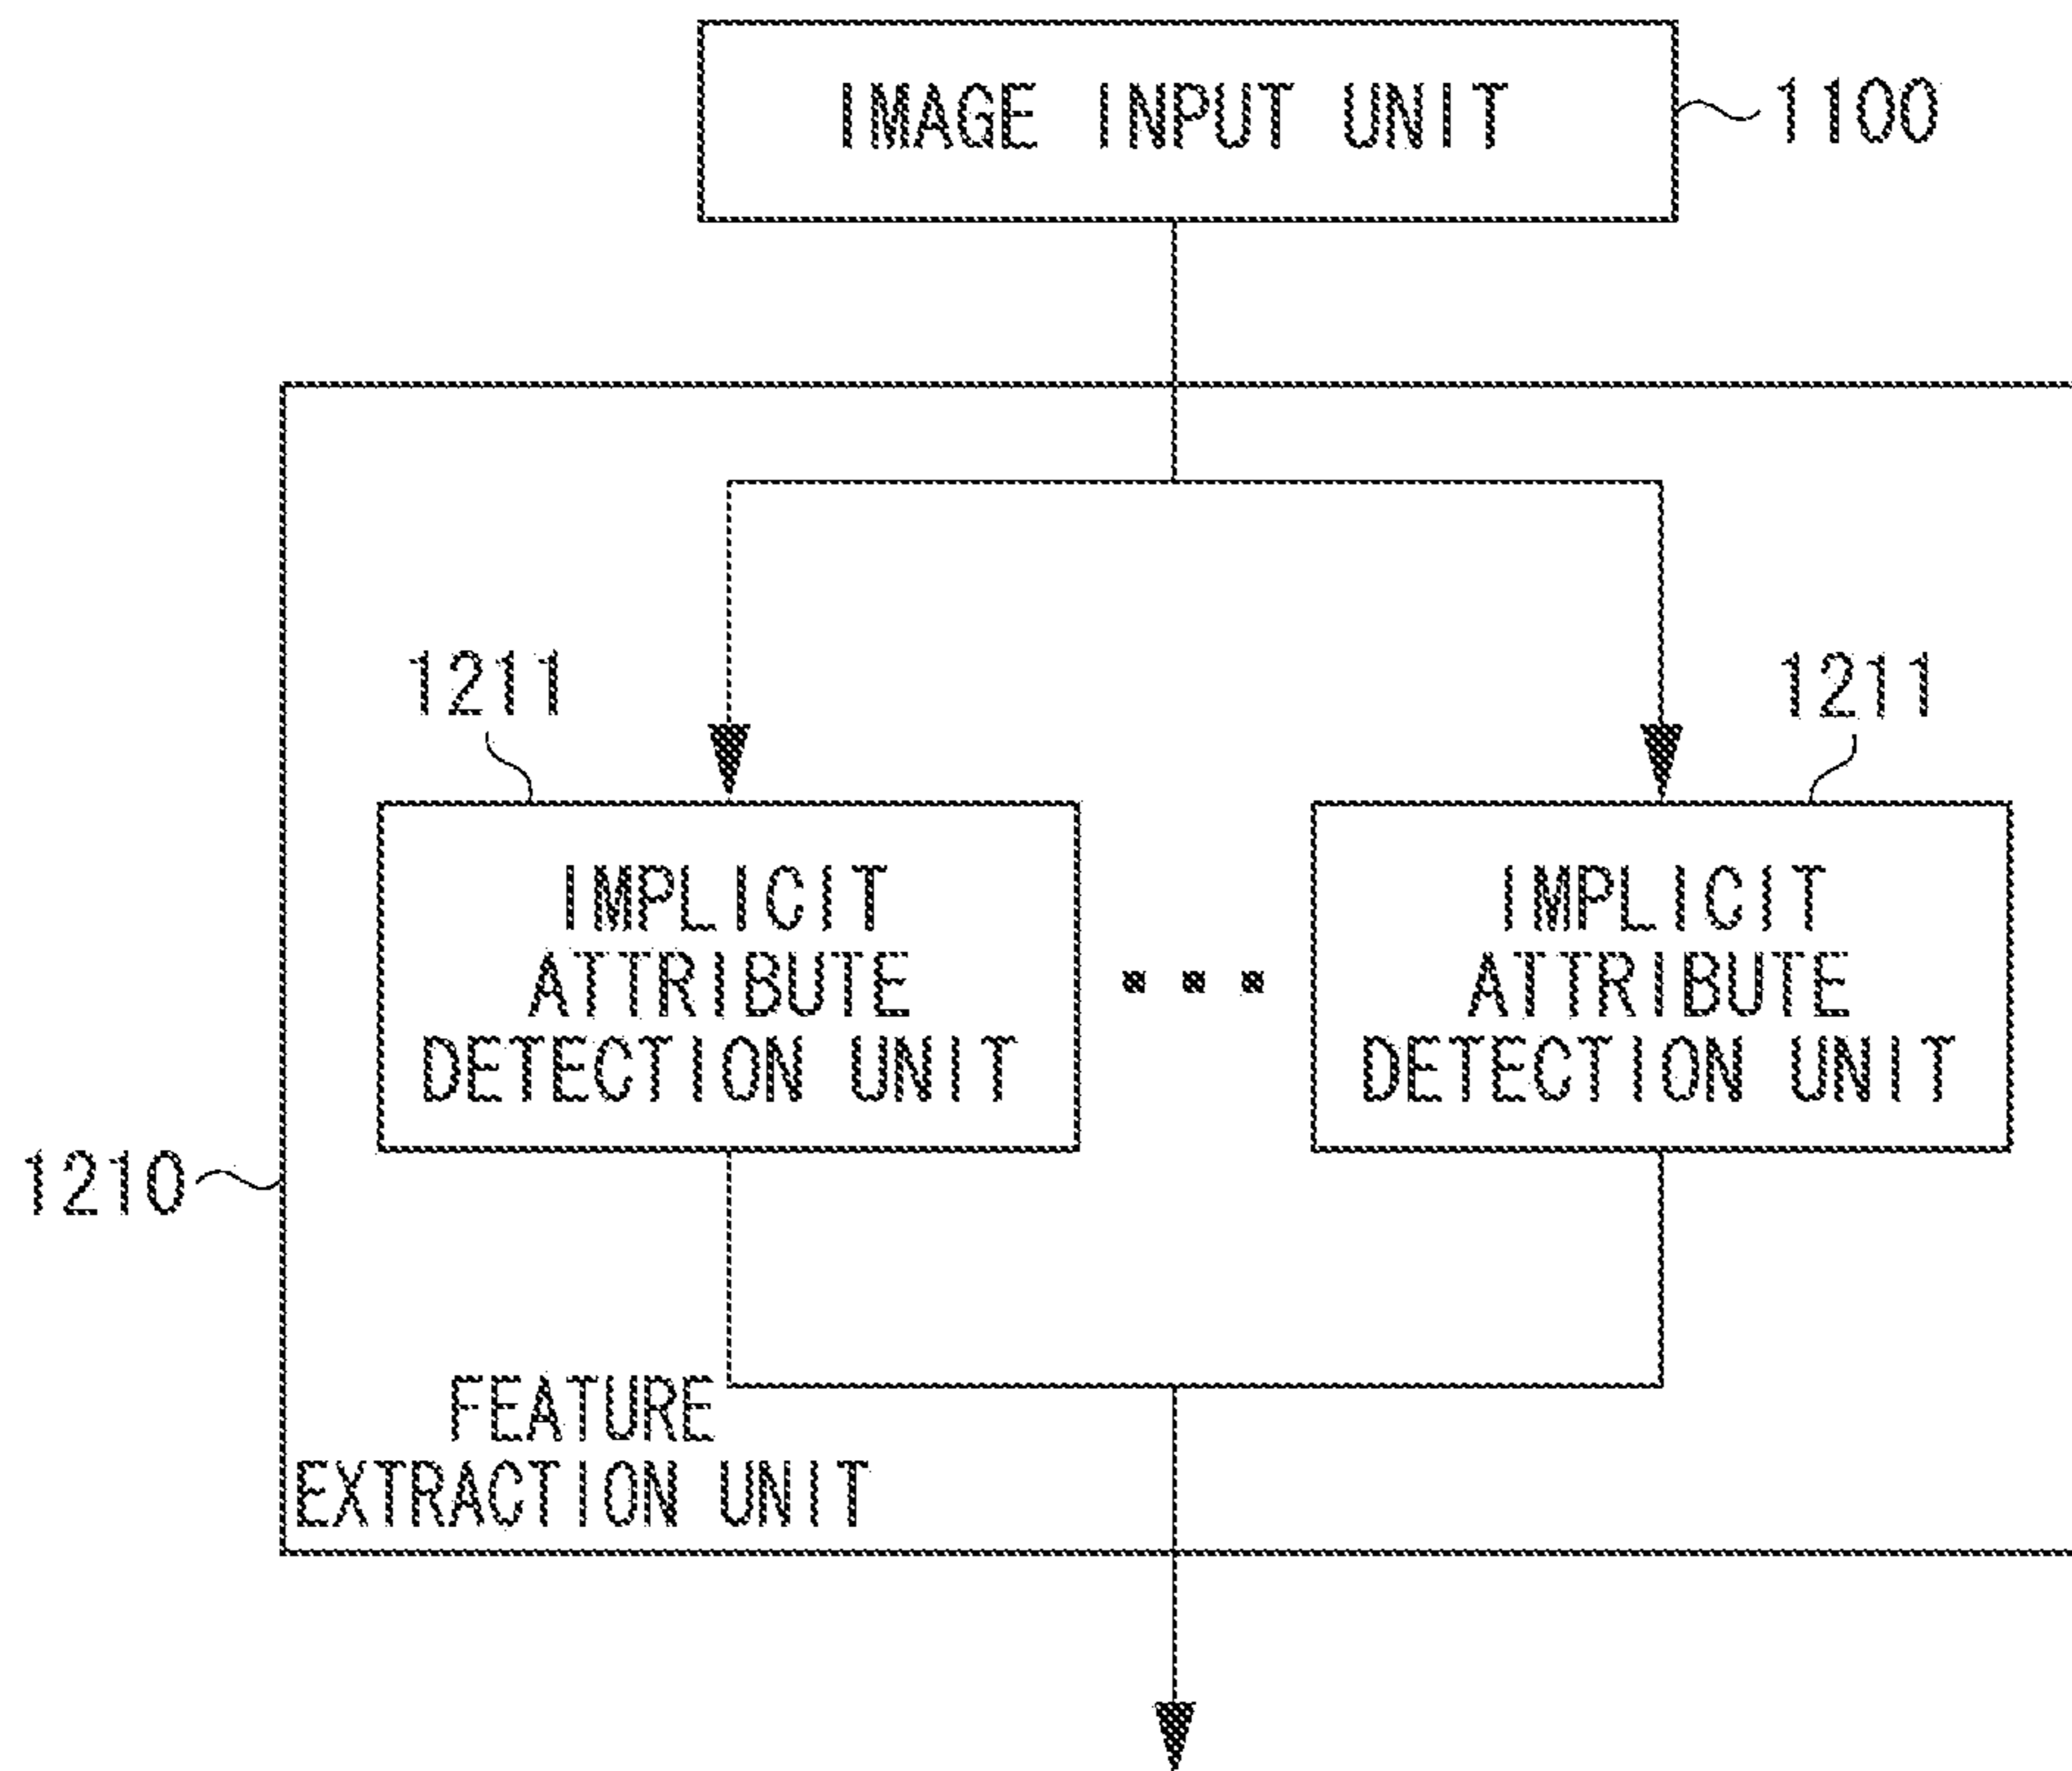 IMAGE INPUT UNIT
1100
1211
1211
IMPLICIT
ATTRIBUTE
DETECTION UNIT
IMPLICIT
ATTRIBUTE
DETECTION UNIT
1210
FEATURE
EXTRACTION UNIT